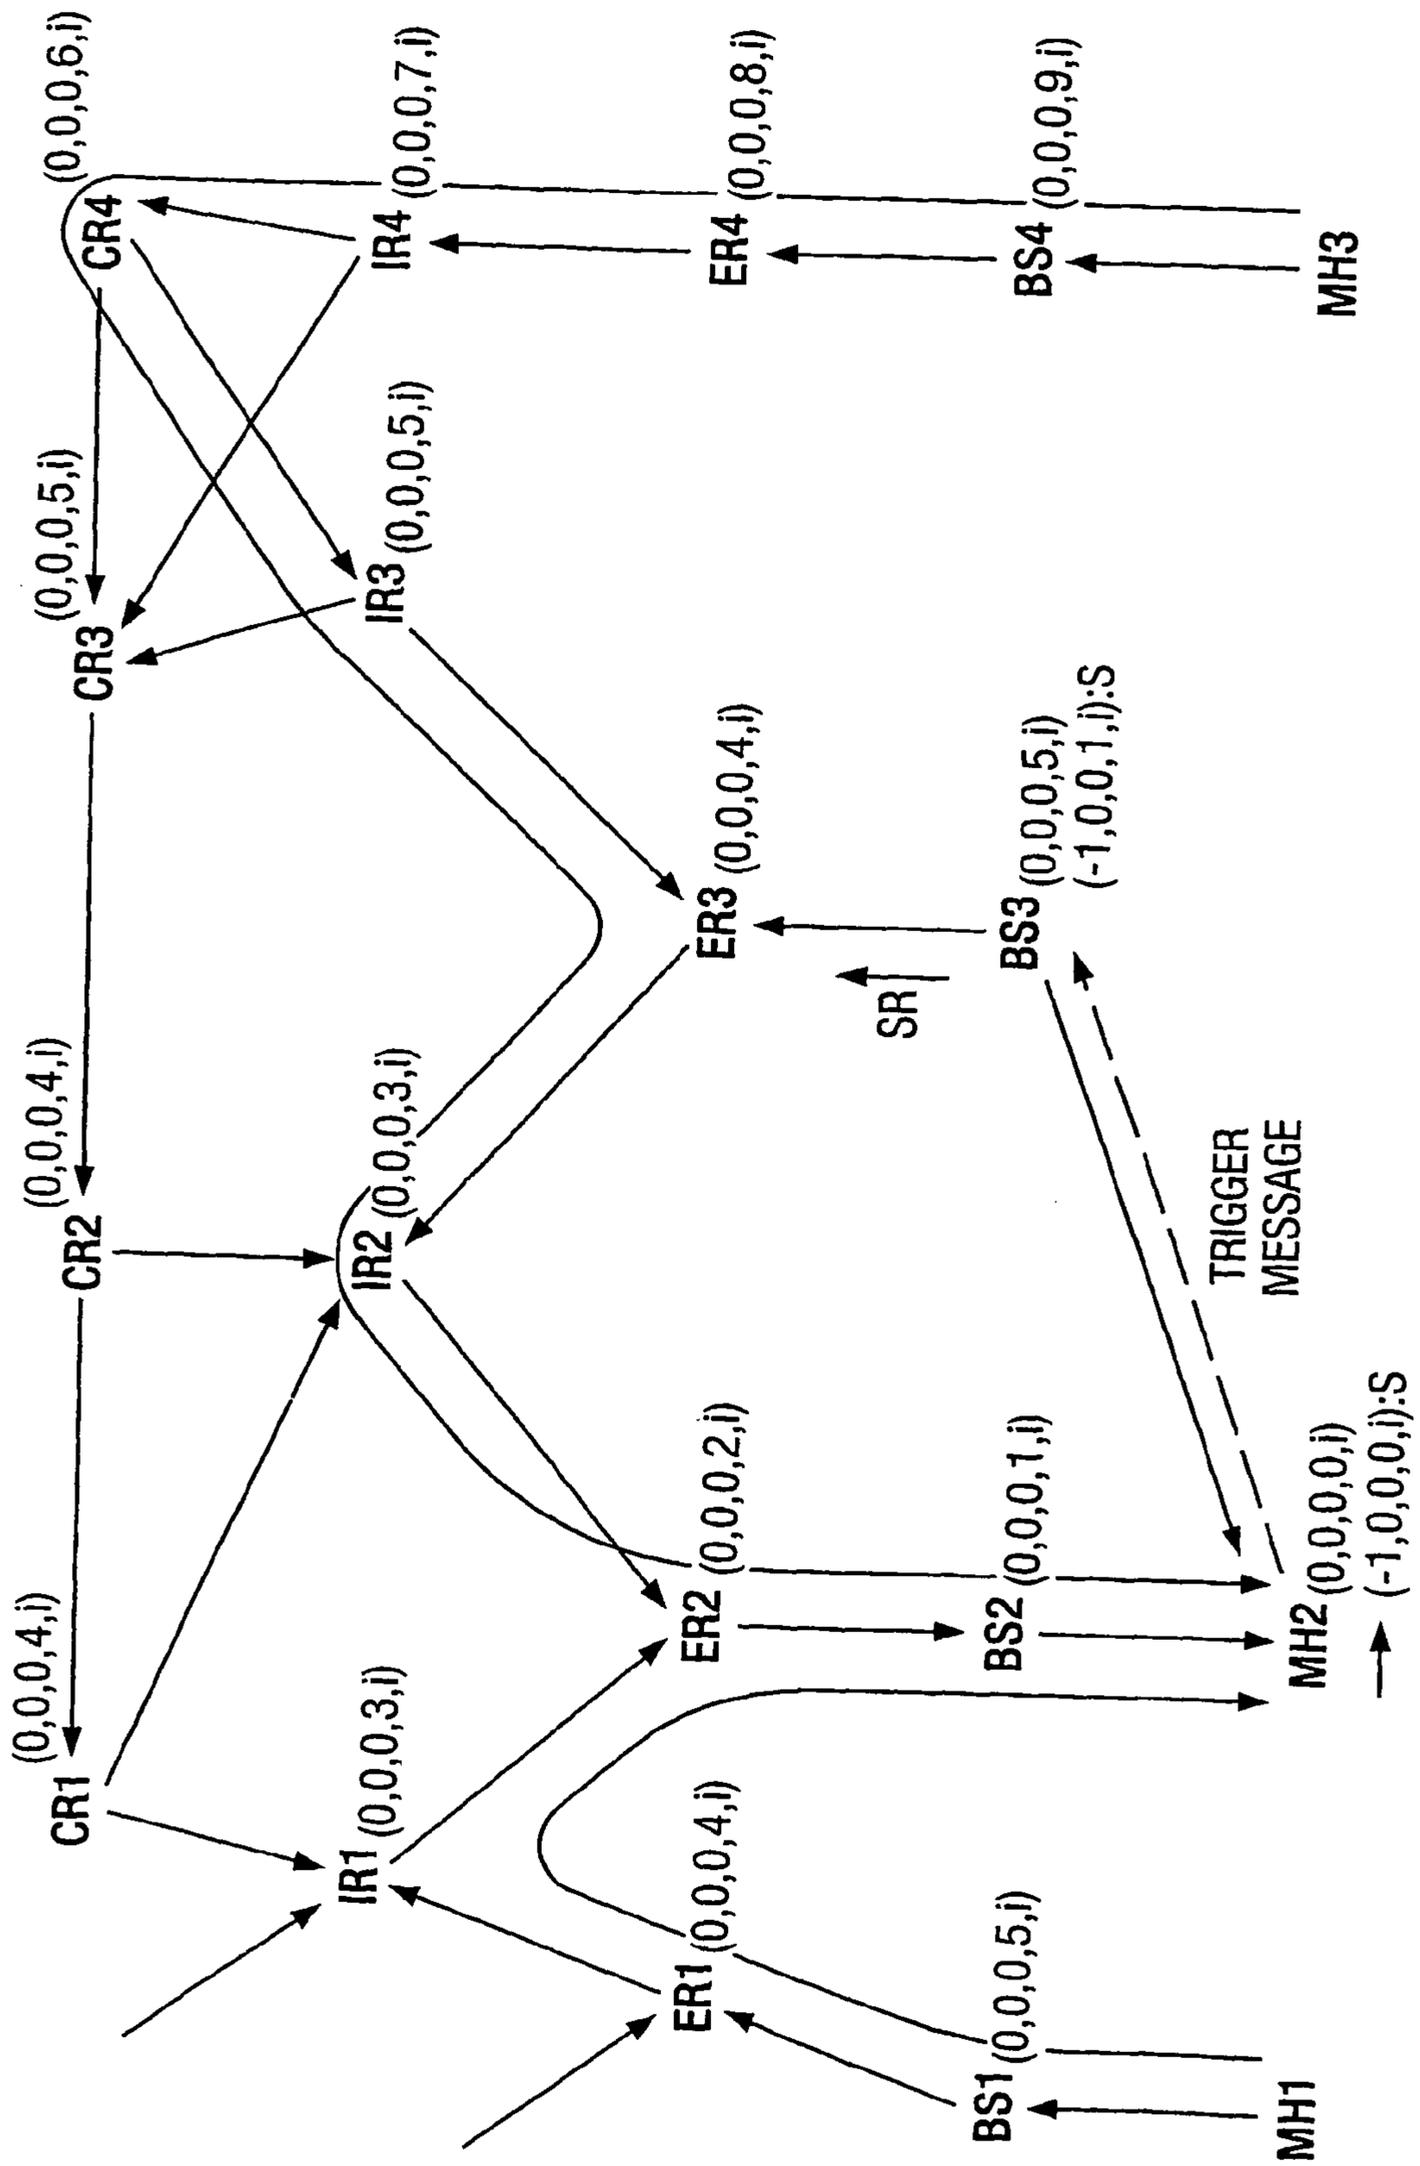 (0,0,0,4,i)
CR1
(0,0,0,4,i)
CR2
(0,0,0,5,i)
CR3
(0,0,0,6,i)
CR4
IR1
(0,0,0,3,i)
IR2
(0,0,0,3,i)
IR3
(0,0,0,5,i)
IR4
(0,0,0,7,i)
ER1
(0,0,0,4,i)
ER2
(0,0,0,2,i)
ER3
(0,0,0,4,i)
ER4
(0,0,0,8,i)
SR
BS1
(0,0,0,5,i)
BS2
(0,0,0,1,i)
BS3
(0,0,0,5,i)
(-1,0,0,1,i):S
BS4
(0,0,0,9,i)
TRIGGER
MESSAGE
MH1
MH2
(0,0,0,0,i)
(-1,0,0,0,i):S
MH3